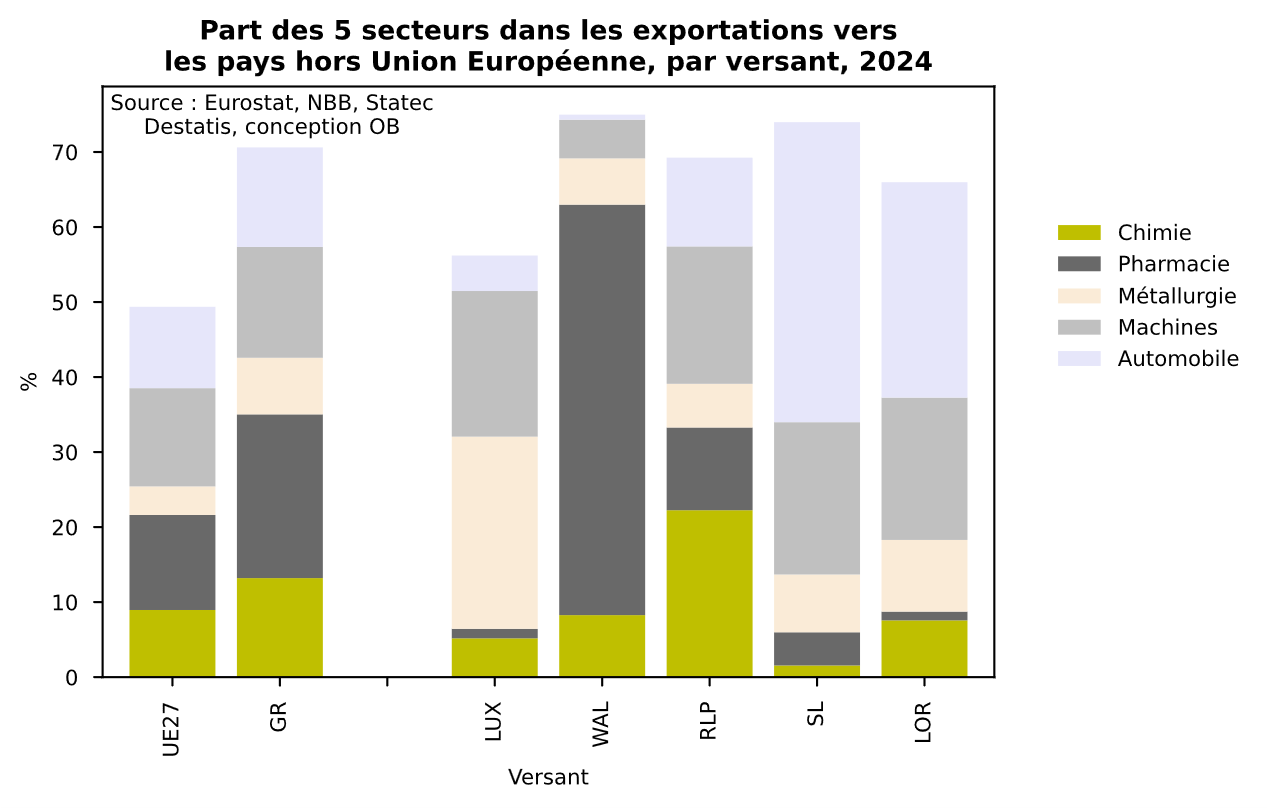 Part des 5 secteurs dans les exportations vers
les pays hors Union Européenne, par versant, 2024
Source : Eurostat, NBB, Statec
Destatis, conception OB
70
60
50
40
30
20
10
0
%
Chimie
Pharmacie
Métallurgie
Machines
Automobile
UE27
GR
LUX
WAL
RLP
SL
LOR
Versant